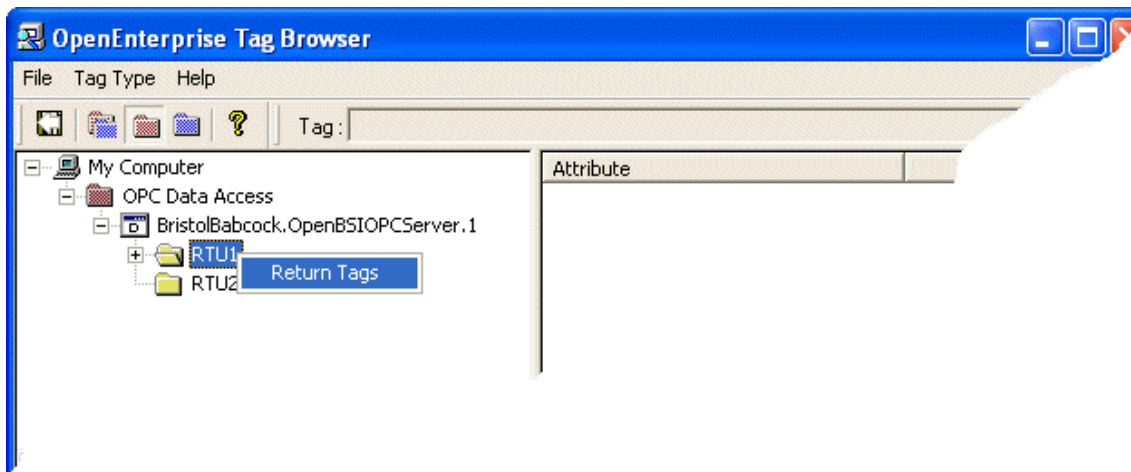 OpenEnterprise Tag Browser
File Tag Type Help
Tag:
My Computer
Attribute
OPC Data Access
BristolBabcock.OpenBSIOPCServer.1
RTU1
Return Tags
RTU2